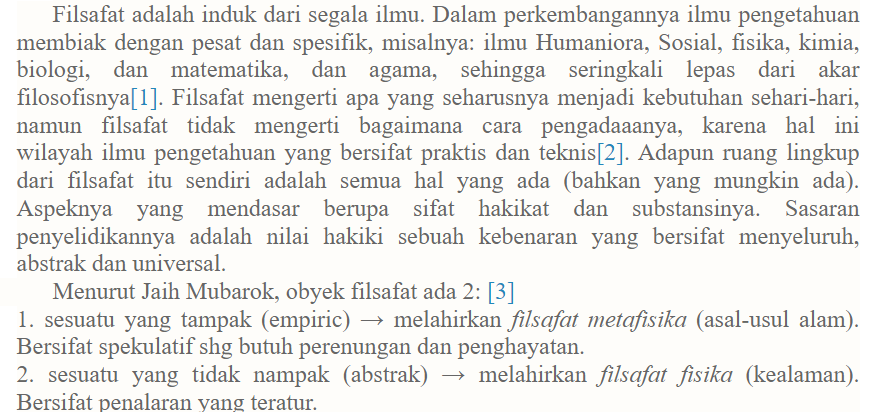 Filsafat adalah induk dari segala ilmu. Dalam perkembangannya ilmu pengetahuan
membiak dengan pesat dan spesifik, misalnya: ilmu Humaniora, Sosial, fisika, kimia,
biologi, dan matematika, dan agama, sehingga seringkali lepas dari akar
filosofisnya[1]. Filsafat mengerti apa yang seharusnya menjadi kebutuhan sehari-hari,
namun filsafat tidak mengerti bagaimana cara pengadaaanya, karena hal ini
wilayah ilmu pengetahuan yang bersifat praktis dan teknis[2]. Adapun ruang lingkup
dari filsafat itu sendiri adalah semua hal yang ada (bahkan yang mungkin ada).
Aspeknya yang mendasar berupa sifat hakikat dan substansinya. Sasaran
penyelidikannya adalah nilai hakiki sebuah kebenaran yang bersifat menyeluruh,
abstrak dan universal.
Menurut Jaih Mubarok, obyek filsafat ada 2: [3]
1. sesuatu yang tampak (empiric) → melahirkan filsafat metafisika (asal-usul alam).
Bersifat spekulatif shg butuh perenungan dan penghayatan.
2. sesuatu yang tidak nampak (abstrak) → melahirkan filsafat fisika (kealaman).
Bersifat penalaran yang teratur.